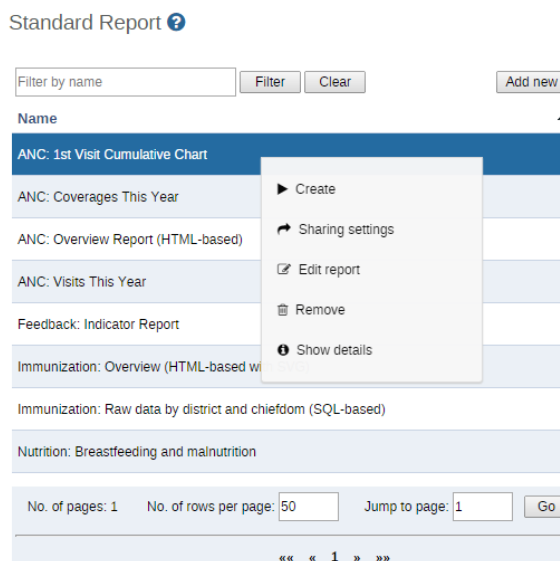 Standard Report ?
Filter by name Filter Clear Add new
Name
ANC: 1st Visit Cumulative Chart
ANC: Coverages This Year
Create
ANC: Overview Report (HTML-based)
Sharing settings
ANC: Visits This Year
Edit report
Feedback: Indicator Report
Remove
Immunization: Overview (HTML-based
Show details
Immunization: Raw data by district and chiefdom (SQL-based)
Nutrition: Breastfeeding and malnutrition
No. of pages: 1 No. of rows per page: 50 Jump to page: 1 Go
«« « 1 » »»